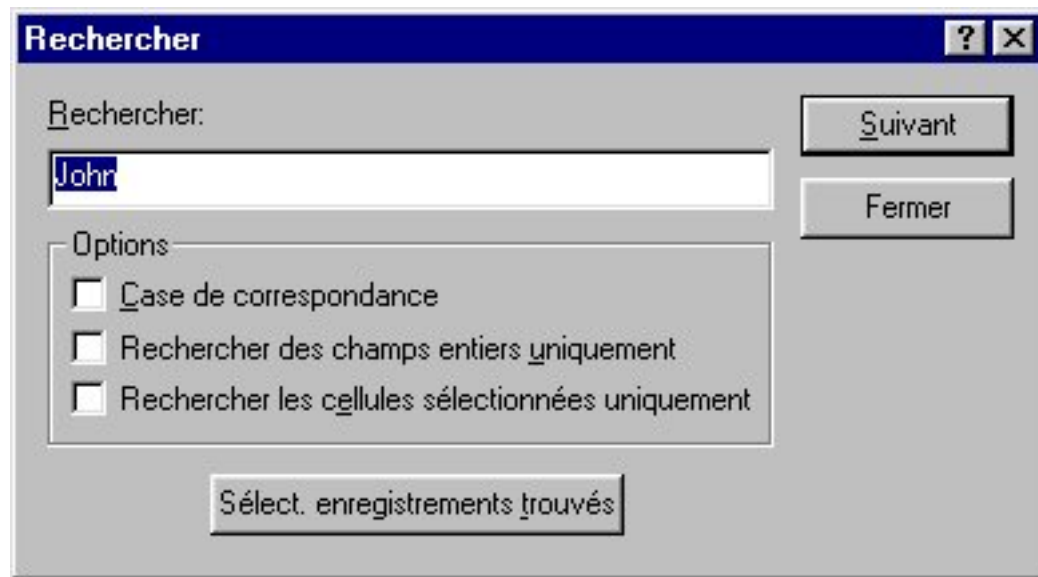 Rechercher
Rechercher:
Suivant
John
Fermer
Options
Case de correspondance
Rechercher des champs entiers uniquement
Rechercher les cellules sélectionnées uniquement
Sélect. enregistrements trouvés